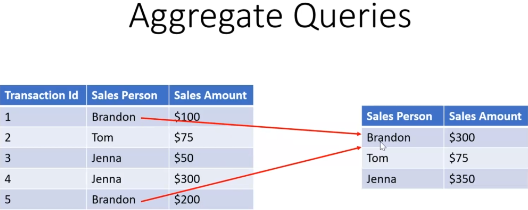 Aggregate Queries
Transaction Id Sales Person Sales Amount
1 Brandon $100
2 Tom $75
3 Jenna $50
4 Jenna $300
5 Brandon $200
Sales Person Sales Amount
Brandon $300
Tom $75
Jenna $350